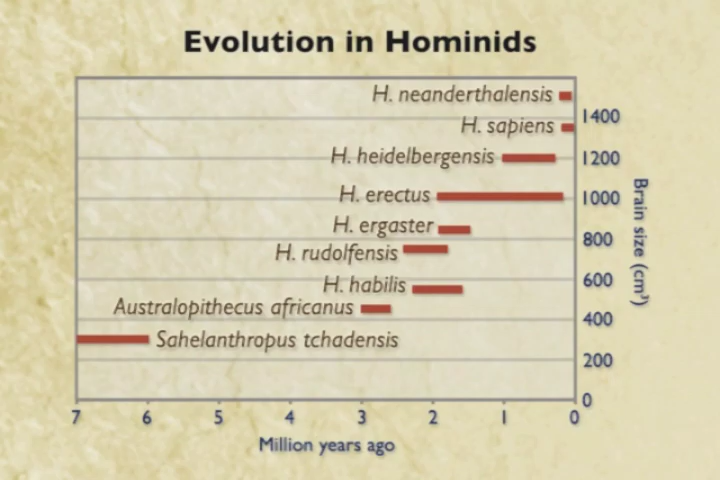 Evolution in Hominids
H. neanderthalensis
1400
H. sapiens
H. heidelbergensis
1200
H. erectus
1000
H. ergaster
800
H. rudolfensis
H. habilis
600
Australopithecus africanus
400
Sahelanthropus tchadensis
200
0
Brain size (cm³)
7 6 5 4 3 2 1 0
Million years ago